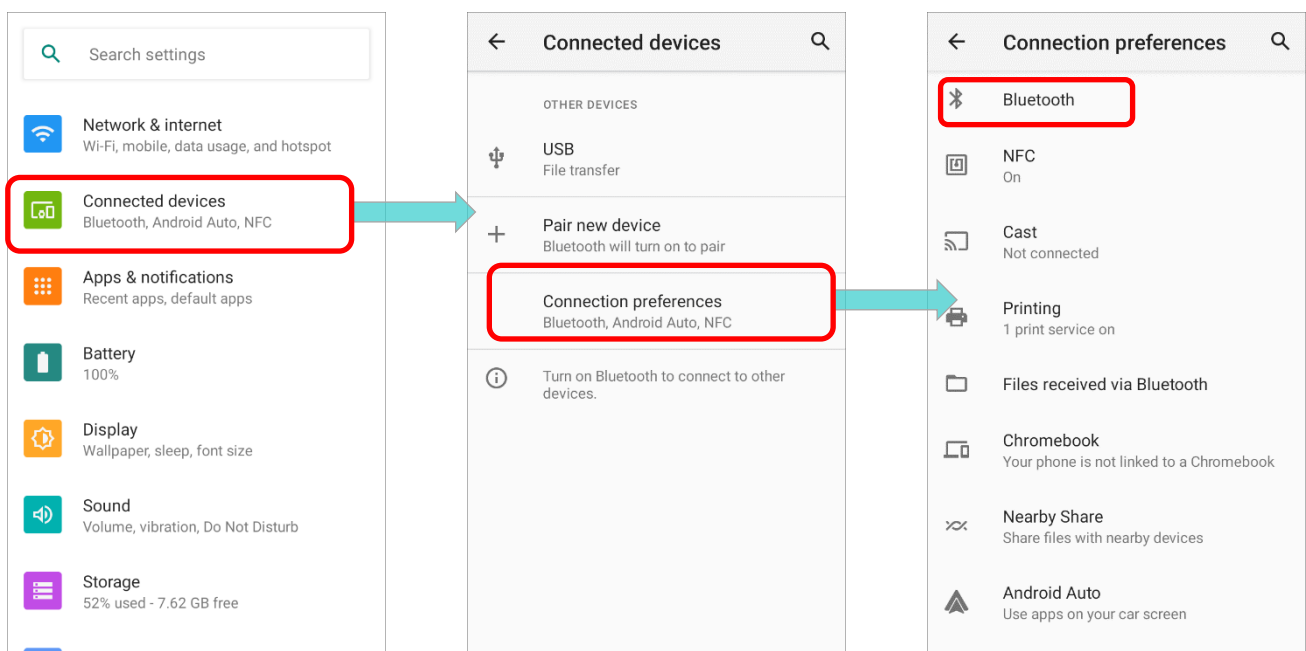 Search settings
Network & internet
Wi-Fi, mobile, data usage, and hotspot
Connected devices
Bluetooth, Android Auto, NFC
Apps & notifications
Recent apps, default apps
Battery
100%
Display
Wallpaper, sleep, font size
Sound
Volume, vibration, Do Not Disturb
Storage
52% used - 7.62 GB free
Connected devices
OTHER DEVICES
USB
File transfer
Pair new device
Bluetooth will turn on to pair
Connection preferences
Bluetooth, Android Auto, NFC
Turn on Bluetooth to connect to other
devices.
Connection preferences
Bluetooth
NFC
On
Cast
Not connected
Printing
1 print service on
Files received via Bluetooth
Chromebook
Your phone is not linked to a Chromebook
Nearby Share
Share files with nearby devices
Android Auto
Use apps on your car screen